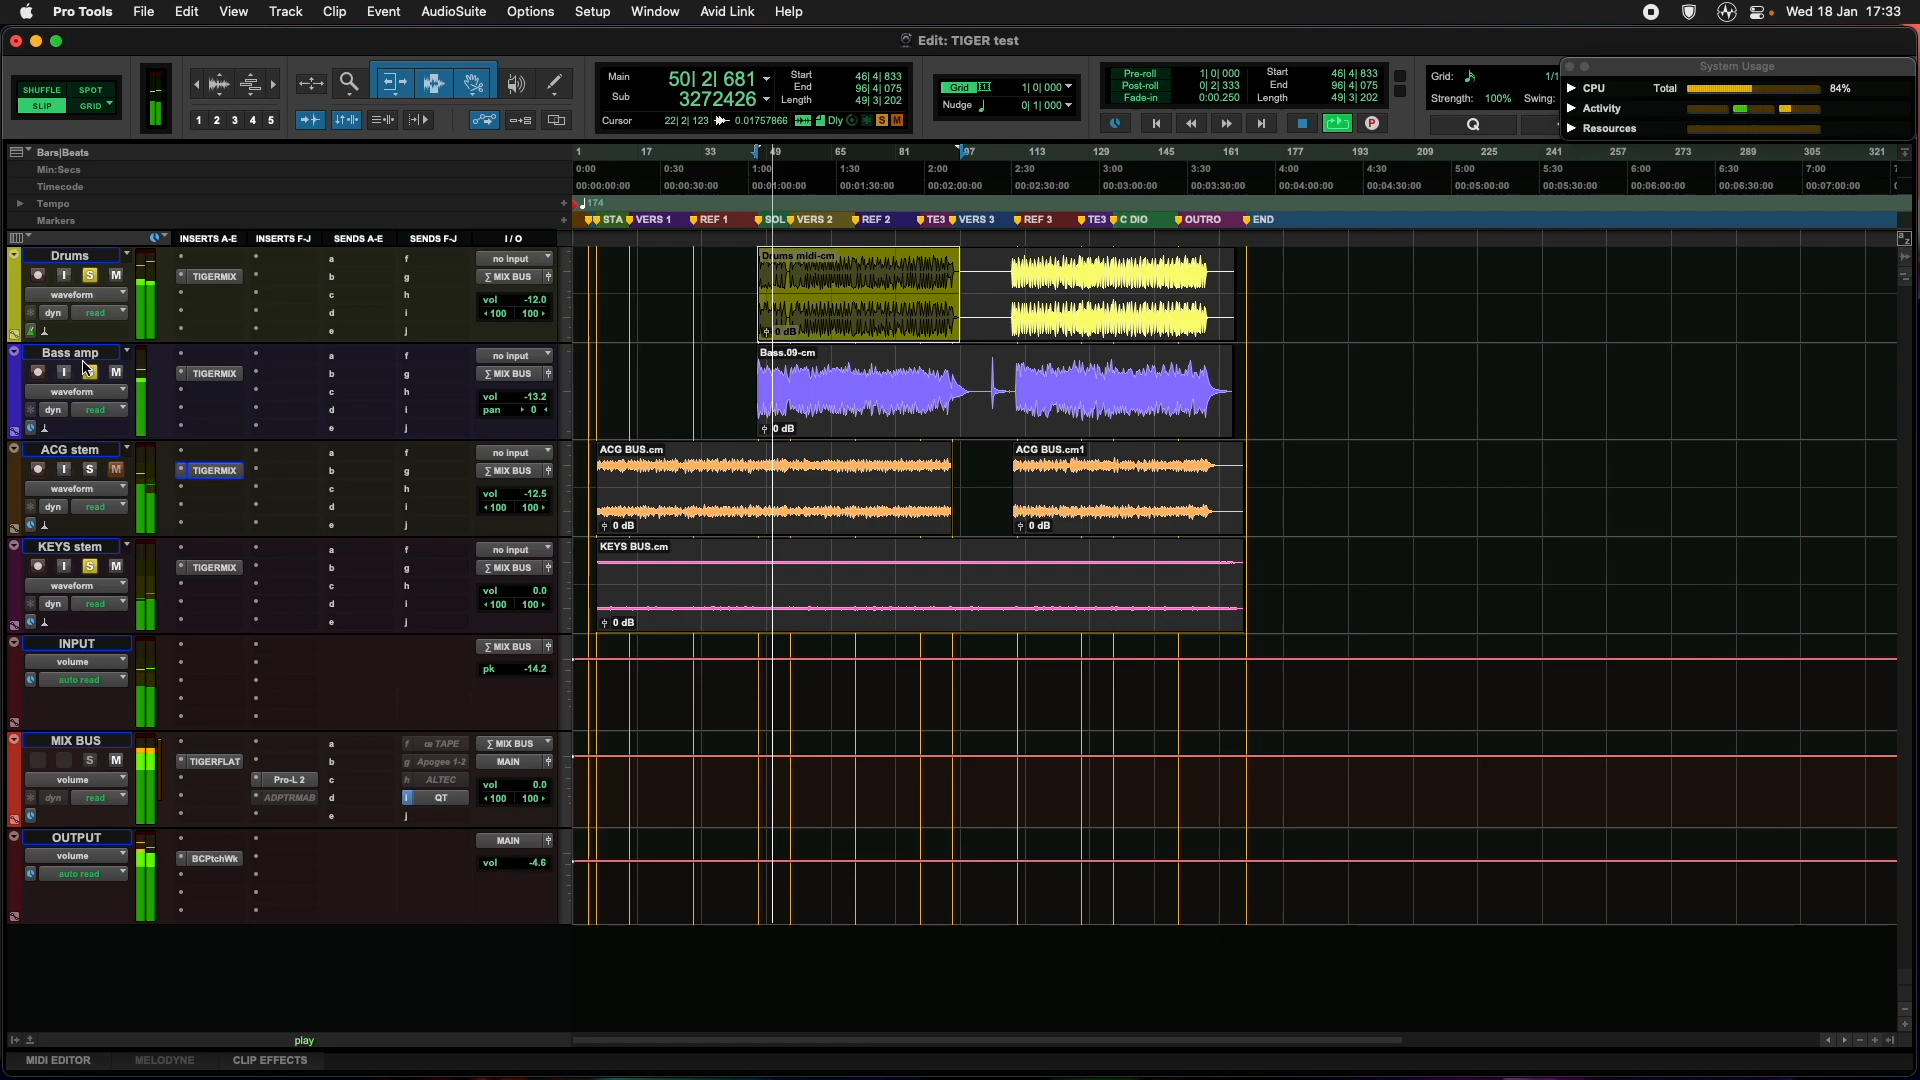 Pro Tools File Edit View Track Clip Event AudioSuite Options Setup Window Avid Link Help Wed 18 Jan 17:33
Edit: TIGER test
SHUFFLE SPOT
SLIP GRID
1 2 3 4 5
Main 50| 2| 681
Sub 3272426
Start 46| 4| 833
End 96| 4| 075
Length 49| 3| 202
Cursor 22| 2| 123 0.01757866 Dly S M
Grid 1| 0| 000
Nudge 0| 1| 000
Pre-roll 1| 0| 000
Post-roll 0| 2| 333
Fade-in 0:00.250
Start 46| 4| 833
End 96| 4| 075
Length 49| 3| 202
P
Grid: 1/1
Strength: 100% Swing:
Q
System Usage
CPU Total 84%
Activity
Resources
Bars|Beats 1 17 33 49 65 81 97 113 129 145 161 177 193 209 225 241 257 273 289 305 321
Min:Secs 0:00 0:30 1:00 1:30 2:00 2:30 3:00 3:30 4:00 4:30 5:00 5:30 6:00 6:30 7:00
Timecode 00:00:00:00 00:00:30:00 00:01:00:00 00:01:30:00 00:02:00:00 00:02:30:00 00:03:00:00 00:03:30:00 00:04:00:00 00:04:30:00 00:05:00:00 00:05:30:00 00:06:00:00 00:06:30:00 00:07:00:00
Tempo 174
Markers STA VERS 1 REF 1 SOL VERS 2 REF 2 TE3 VERS 3 REF 3 TE3 C DIO OUTRO END
INSERTS A-E INSERTS F-J SENDS A-E SENDS F-J I / O
a z
Drums a f no input
I S M TIGERMIX b g MIX BUS
waveform c h vol -12.0
dyn read d i 100 100
e j
Drums midi-cm
0 dB
Bass amp a f no input
I S M TIGERMIX b g MIX BUS
waveform c h vol -13.2
dyn read d i pan 0
e j
Bass.09-cm
0 dB
ACG stem a f no input
I S M TIGERMIX b g MIX BUS
waveform c h vol -12.5
dyn read d i 100 100
e j
ACG BUS.cm ACG BUS.cm1
0 dB 0 dB
KEYS stem a f no input
I S M TIGERMIX b g MIX BUS
waveform c h vol 0.0
dyn read d i 100 100
e j
KEYS BUS.cm
0 dB
INPUT MIX BUS
volume pk -14.2
auto read
MIX BUS a f TAPE MIX BUS
S M TIGERFLAT b g Apogee 1-2 MAIN
volume Pro-L 2 c h ALTEC vol 0.0
dyn read ADPTRMAB d i QT 100 100
e j
OUTPUT MAIN
volume BCPtchWk vol -4.6
auto read
play
MIDI EDITOR MELODYNE CLIP EFFECTS